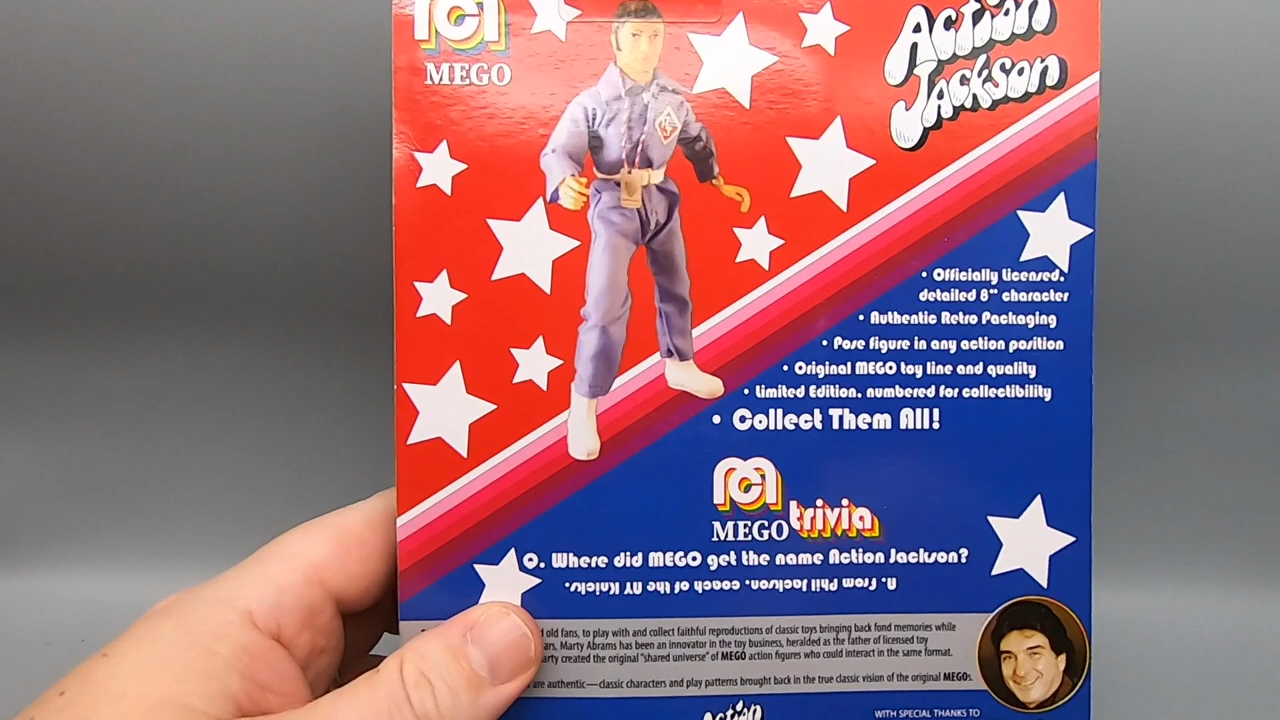 MEGO
Action
Jackson
• Officially Licensed,
detailed 8" character
• Authentic Retro Packaging
• Pose figure in any action position
• Original MEGO toy line and quality
• Limited Edition, numbered for collectibility
• Collect Them All!
MEGO trivia
Q. Where did MEGO get the name Action Jackson?
A. From Phil Jackson, coach of the NY Knicks.
old fans, to play with and collect faithful reproductions of classic toys bringing back fond memories while
ars, Marty Abrams has been an innovator in the toy business, heralded as the father of licensed toy
arty created the original "shared universe" of MEGO action figures who could interact in the same format.
are authentic—classic characters and play patterns brought back in the true classic vision of the original MEGOs.
Action
WITH SPECIAL THANKS TO